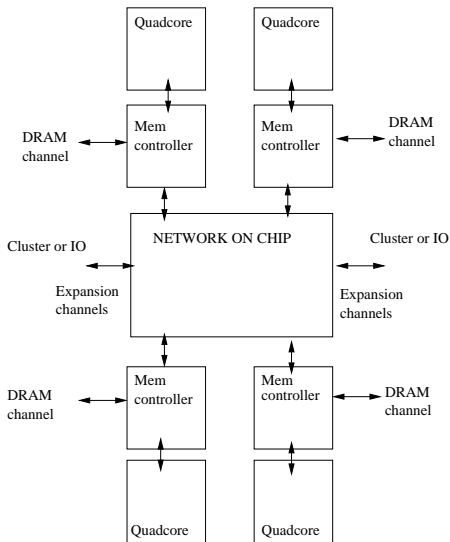 Quadcore
Quadcore
Mem
controller
Mem
controller
DRAM
channel
DRAM
channel
NETWORK ON CHIP
Cluster or IO
Cluster or IO
Expansion
channels
Expansion
channels
Mem
controller
Mem
controller
DRAM
channel
DRAM
channel
Quadcore
Quadcore